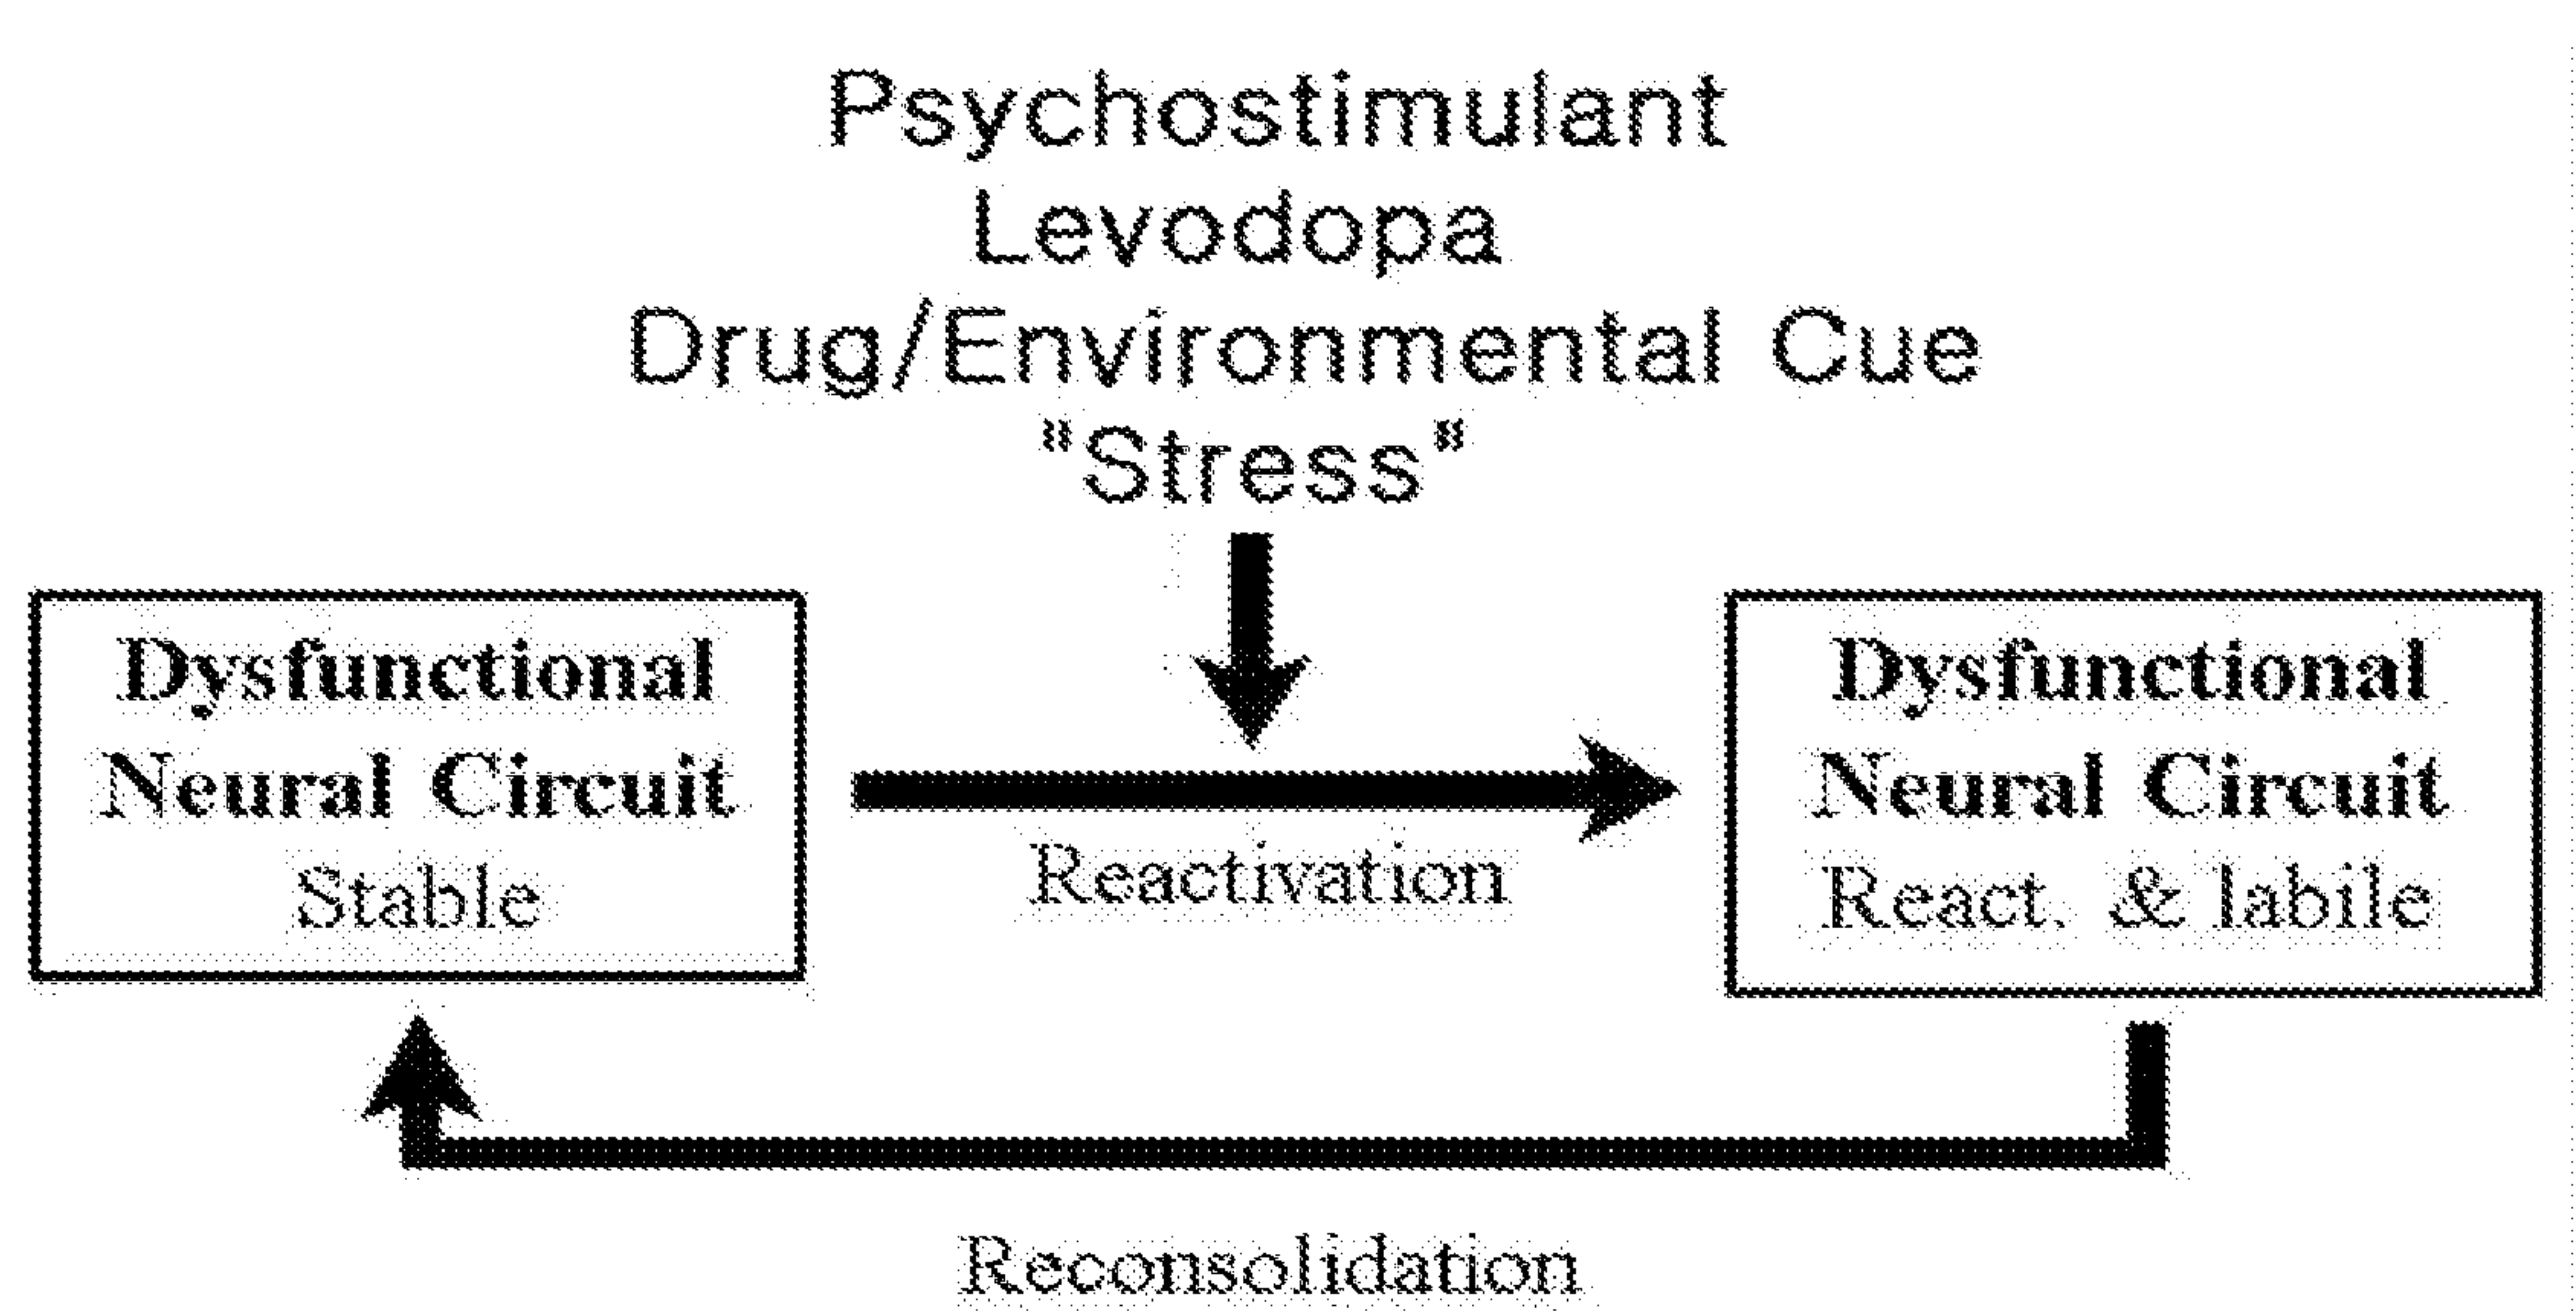 Psychostimulant
Levodopa
Drug/Environmental Cue
"Stress"
Dysfunctional
Neural Circuit
Stable
Reactivation
Dysfunctional
Neural Circuit
React. & labile
Reconsolidation